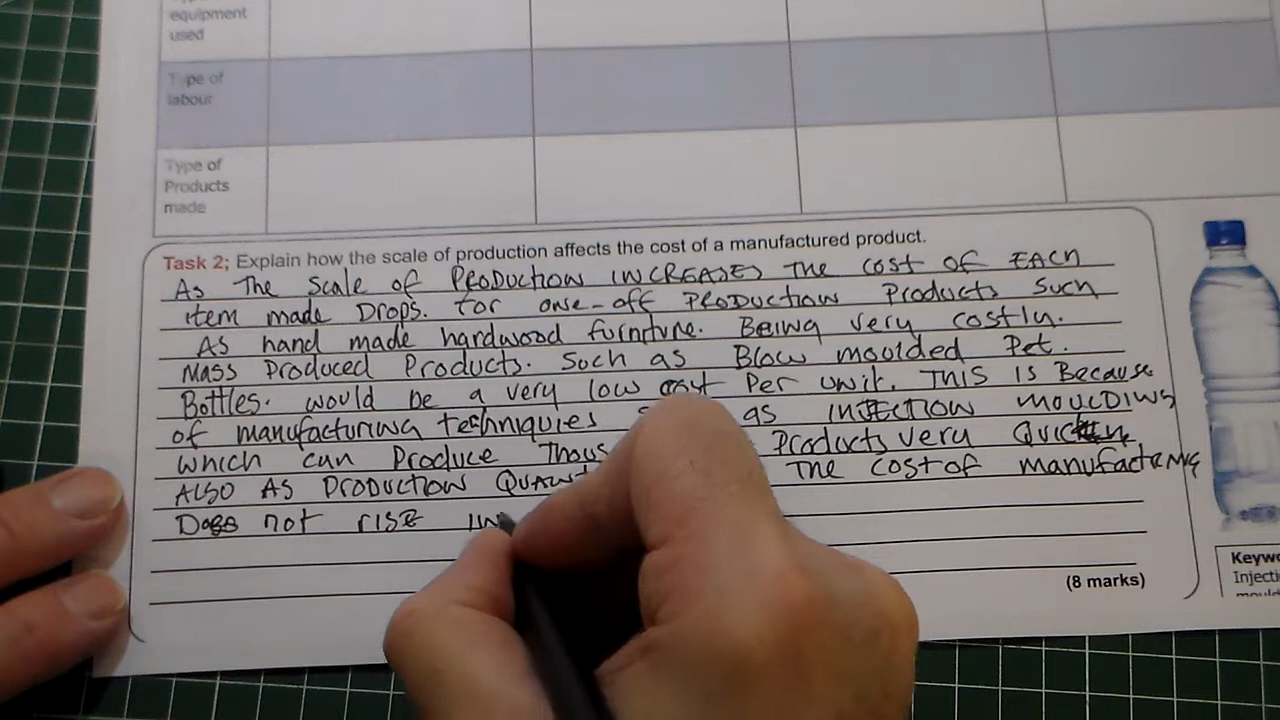 equipment
used
Type of
labour
Type of
Products
made
Task 2; Explain how the scale of production affects the cost of a manufactured product.
As The Scale of PRODUCTION INCREASES The cost of EACH
item made Drops. for one-off PRODUCTION Products Such
As hand made hardwood furniture. Being very costly.
Mass Produced Products. Such as Blow moulded Pet.
Bottles. would be a very low cost Per unit. THIS IS Because
of manufacturing techniques as INJECTION MOULDING
which can Produce Products very Quickly
ALSO AS PRODUCTION The cost of manufacturing
Does not rise IN
(8 marks)
Injecti